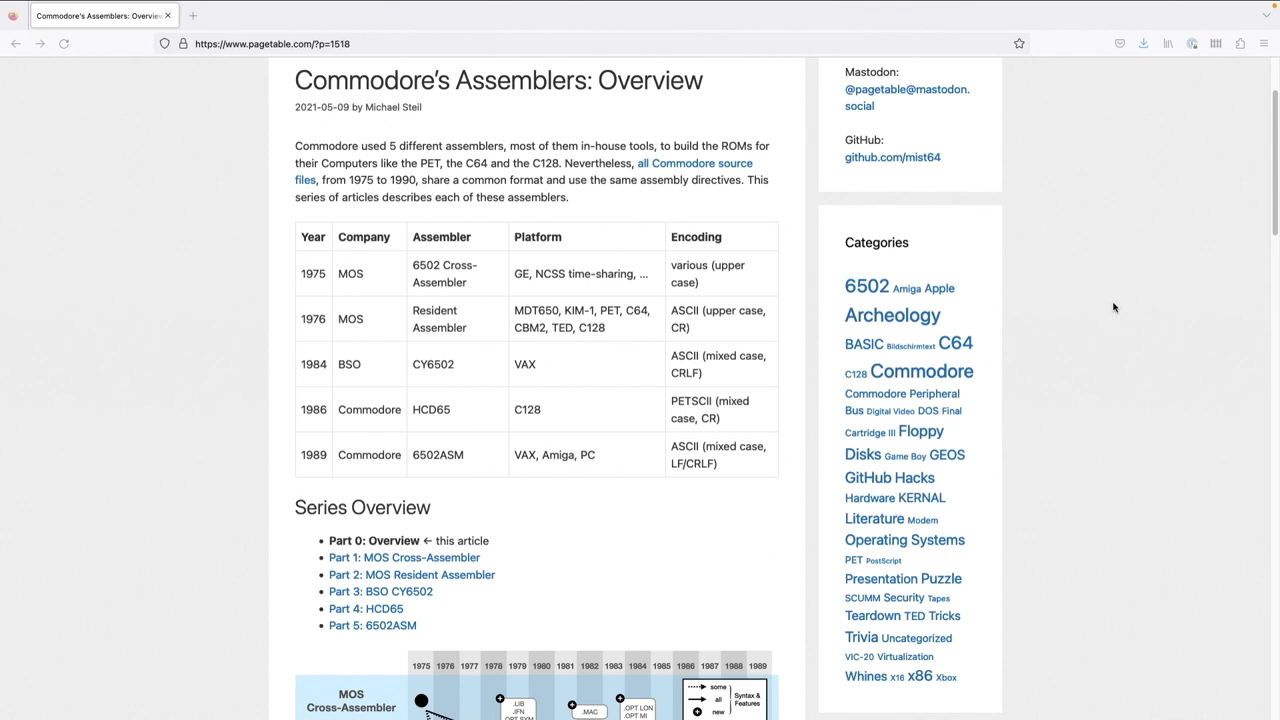 Commodore's Assemblers: Overview
https://www.pagetable.com/?p=1518
Commodore's Assemblers: Overview
2021-05-09 by Michael Steil
Commodore used 5 different assemblers, most of them in-house tools, to build the ROMs for
their Computers like the PET, the C64 and the C128. Nevertheless, all Commodore source
files, from 1975 to 1990, share a common format and use the same assembly directives. This
series of articles describes each of these assemblers.
Year Company Assembler Platform Encoding
1975 MOS 6502 Cross-Assembler GE, NCSS time-sharing, ... various (upper case)
1976 MOS Resident Assembler MDT650, KIM-1, PET, C64, CBM2, TED, C128 ASCII (upper case, CR)
1984 BSO CY6502 VAX ASCII (mixed case, CRLF)
1986 Commodore HCD65 C128 PETSCII (mixed case, CR)
1989 Commodore 6502ASM VAX, Amiga, PC ASCII (mixed case, LF/CRLF)
Series Overview
• Part 0: Overview ← this article
• Part 1: MOS Cross-Assembler
• Part 2: MOS Resident Assembler
• Part 3: BSO CY6502
• Part 4: HCD65
• Part 5: 6502ASM
1975 1976 1977 1978 1979 1980 1981 1982 1983 1984 1985 1986 1987 1988 1989
MOS
Cross-Assembler
.LIB
.IFN
.OPT SYM
.MAC
.OPT LON
.OPT MI
some
all
new
Syntax &
Features
Mastodon:
@pagetable@mastodon.
social
GitHub:
github.com/mist64
Categories
6502 Amiga Apple
Archeology
BASIC Bildschirmtext C64
C128 Commodore
Commodore Peripheral
Bus Digital Video DOS Final
Cartridge III Floppy
Disks Game Boy GEOS
GitHub Hacks
Hardware KERNAL
Literature Modem
Operating Systems
PET PostScript
Presentation Puzzle
SCUMM Security Tapes
Teardown TED Tricks
Trivia Uncategorized
VIC-20 Virtualization
Whines X16 x86 Xbox